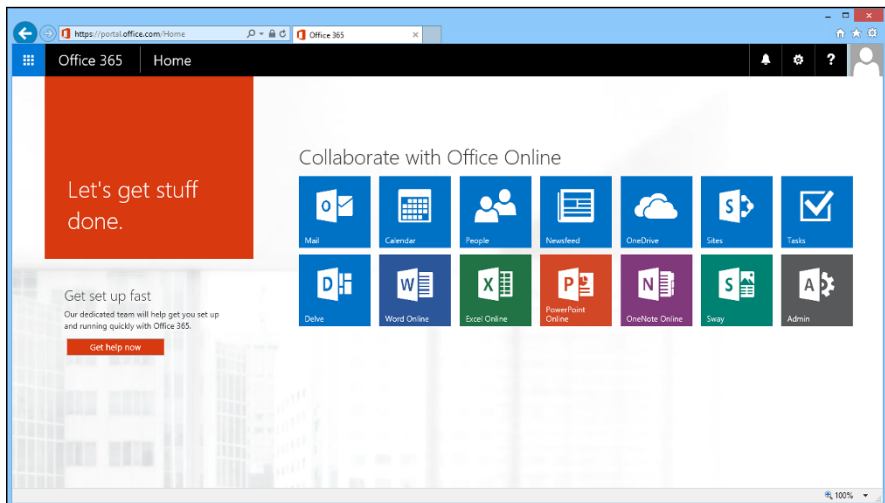 https://portal.office.com/Home
Office 365
Office 365
Home
?
Let's get stuff
done.
Collaborate with Office Online
Mail
Calendar
People
Newsfeed
OneDrive
Sites
Tasks
Delve
Word Online
Excel Online
PowerPoint
Online
OneNote Online
Sway
Admin
Get set up fast
Our dedicated team will help get you set up
and running quickly with Office 365.
Get help now
100%